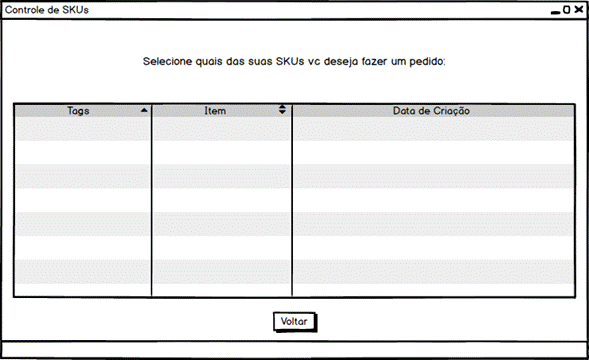 Controle de SKUs
Selecione quais das suas SKUs vc deseja fazer um pedido:
Tags Item Data de Criação
Voltar